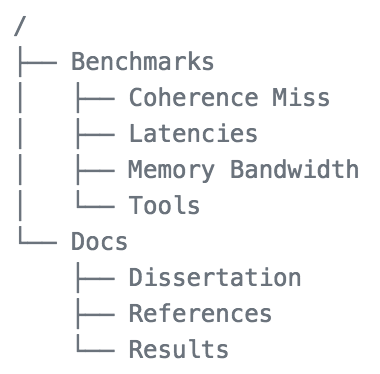 /
├── Benchmarks
│   ├── Coherence Miss
│   ├── Latencies
│   ├── Memory Bandwidth
│   └── Tools
└── Docs
    ├── Dissertation
    ├── References
    └── Results